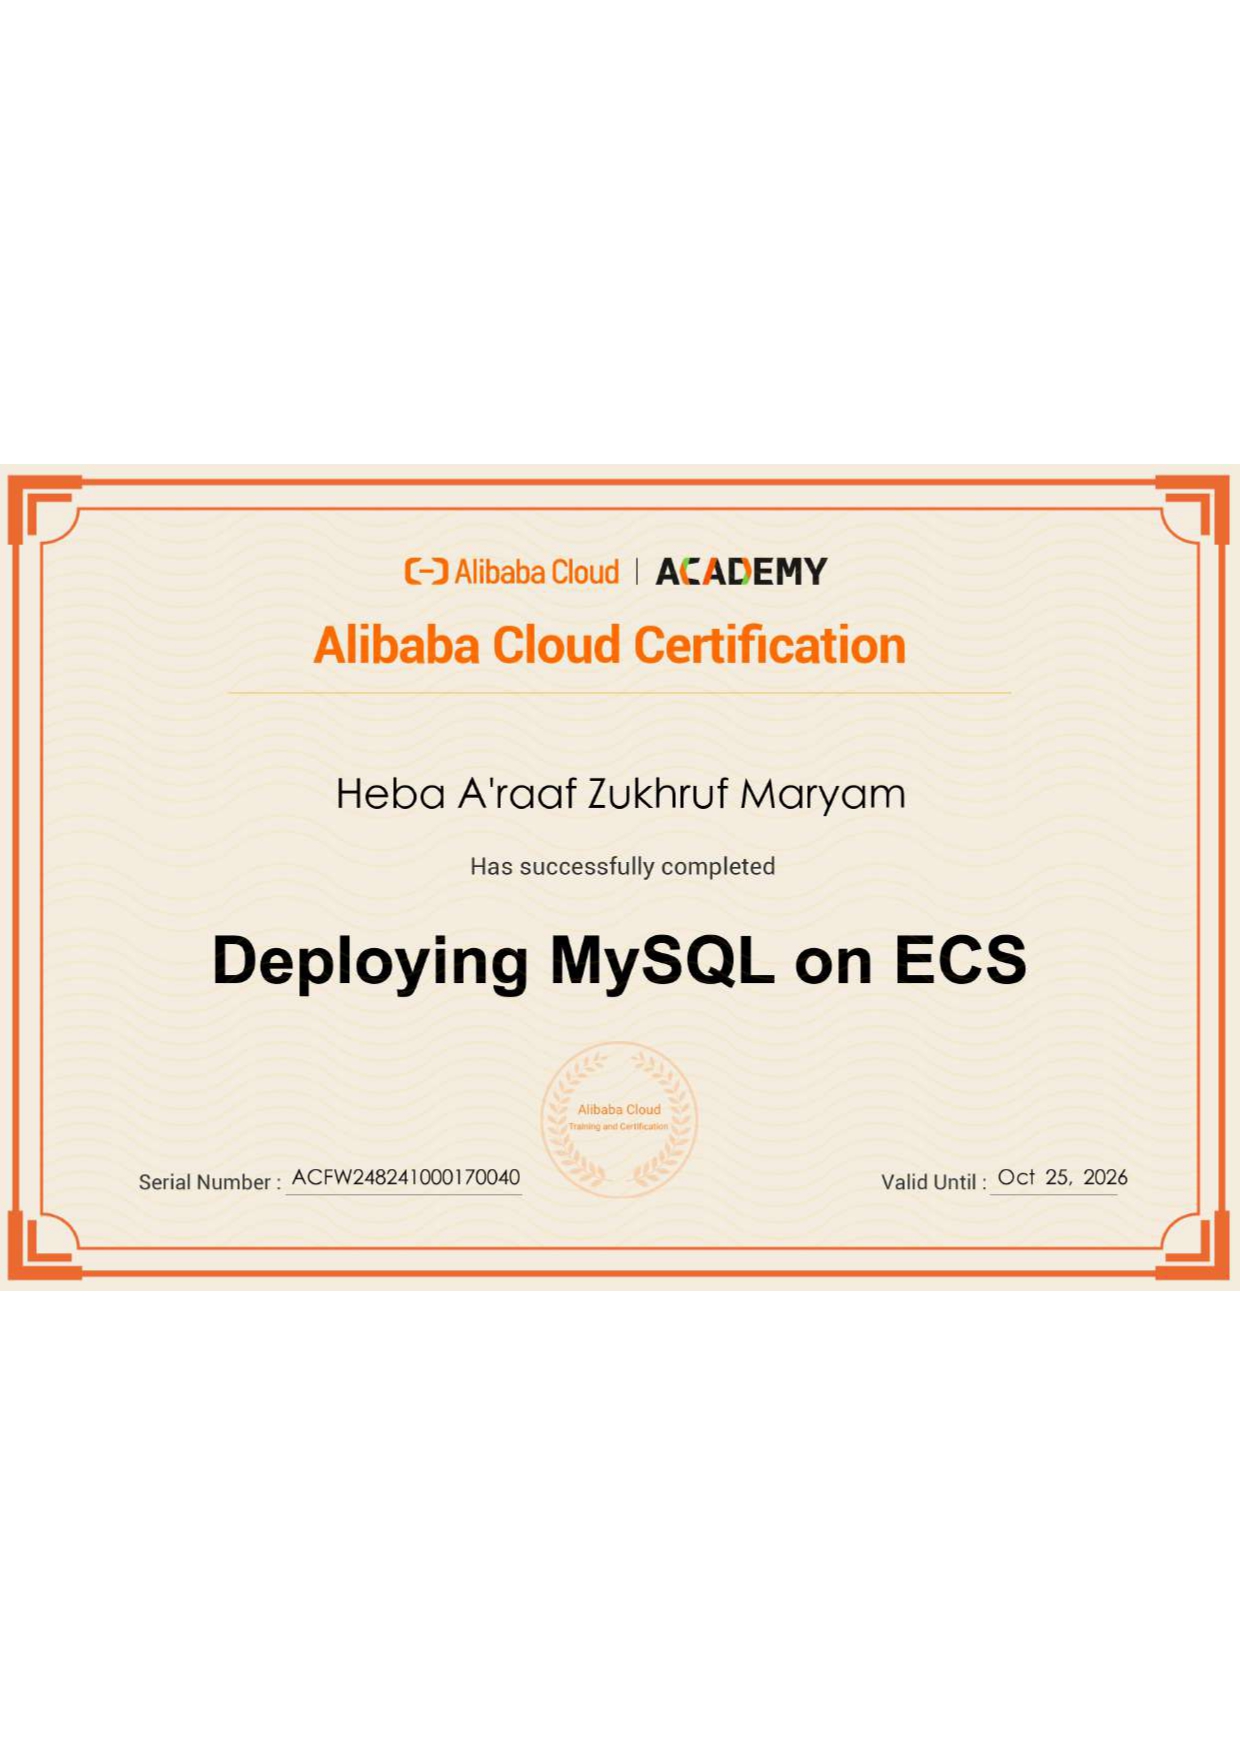 Alibaba Cloud | ACADEMY
Alibaba Cloud Certification
Heba A'raaf Zukhruf Maryam
Has successfully completed
Deploying MySQL on ECS
Alibaba Cloud
Training and Certification
Serial Number : ACFW248241000170040
Valid Until : Oct 25, 2026